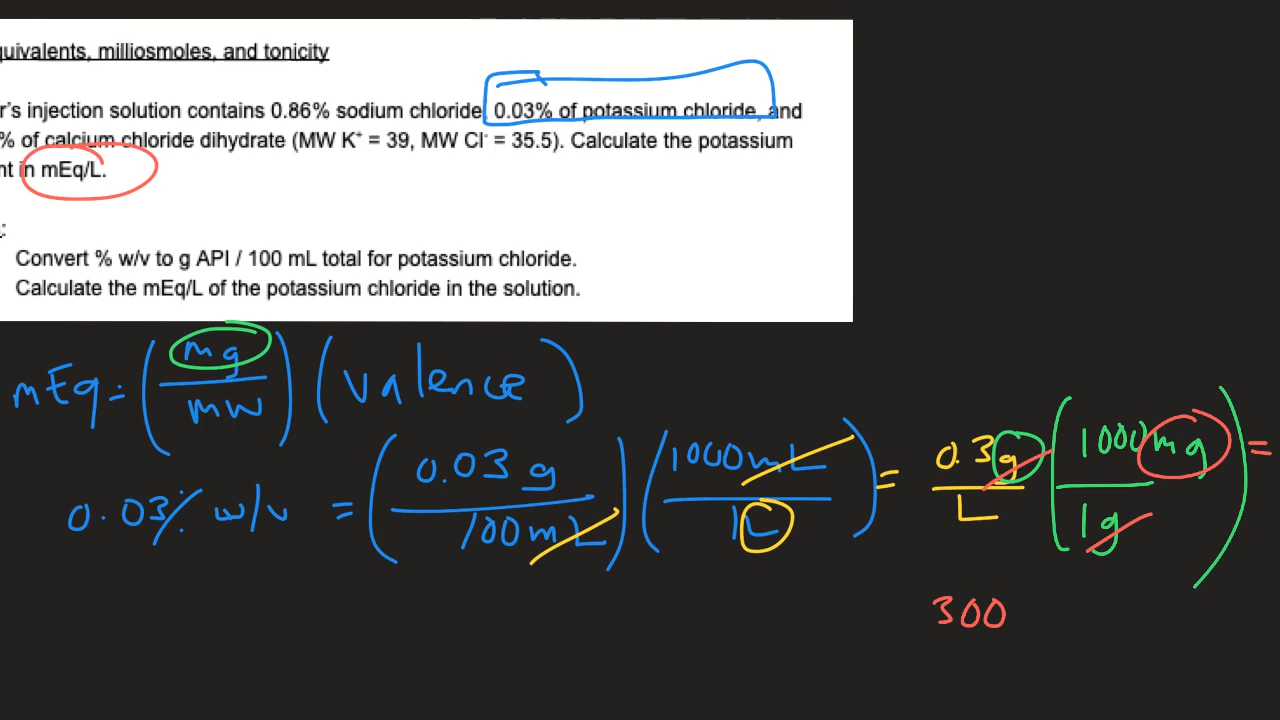 quivalents, milliosmoles, and tonicity
r's injection solution contains 0.86% sodium chloride, 0.03% of potassium chloride, and
% of calcium chloride dihydrate (MW K+ = 39, MW Cl- = 35.5). Calculate the potassium
nt in mEq/L.
:
Convert % w/v to g API / 100 mL total for potassium chloride.
Calculate the mEq/L of the potassium chloride in the solution.
mEq = (mg/MW) (valence)
0.03% w/v = (0.03 g/100 mL) (1000 mL/1L) = 0.3 g/L (1000 mg/1g) =
300